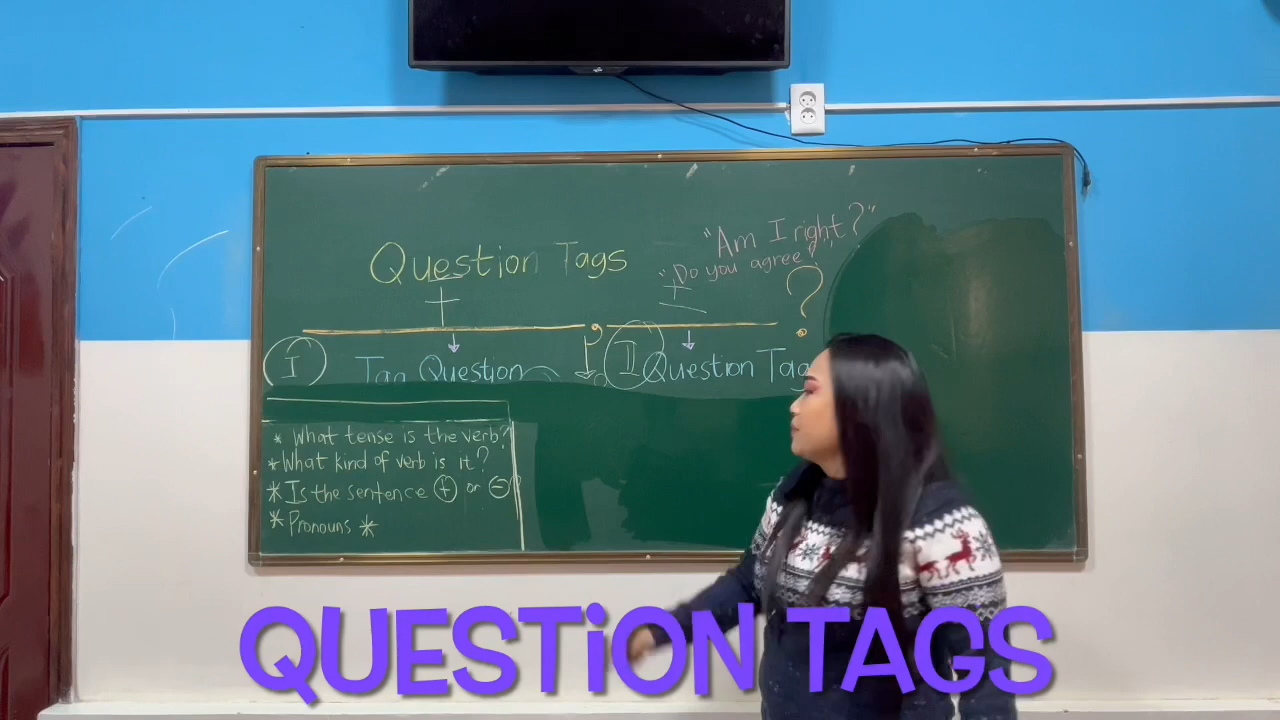 "Am I right?"
Question Tags
"Do you agree?"
+
+
−
?
,
I Tag Question
II Question Tag
* What tense is the verb?
* What kind of verb is it?
* Is the sentence + or −
* Pronouns *
QUESTiON TAGS